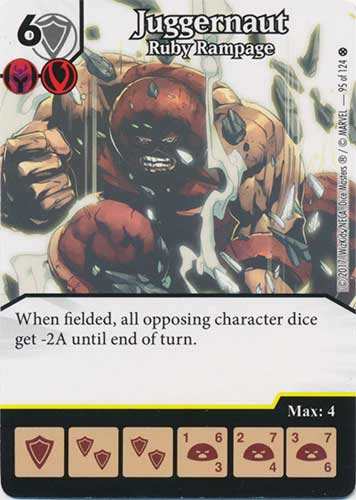 6
Juggernaut
Ruby Rampage
© 2017 WizKids/NECA. Dice Masters ® / © MARVEL — 95 of 124
When fielded, all opposing character dice
get -2A until end of turn.
Max: 4
1 6 3
2 7 4
3 7 6